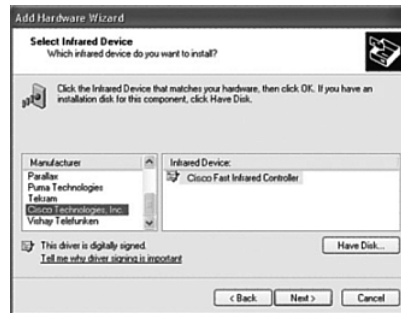 Add Hardware Wizard
Select Infrared Device
Which infrared device do you want to install?
Click the Infrared Device that matches your hardware, then click OK. If you have an
installation disk for this component, click Have Disk.
Manufacturer
Parallax
Puma Technologies
Tekram
Cisco Technologies, Inc.
Vishay Telefunken
Infrared Device:
Cisco Fast Infrared Controller
This driver is digitally signed.
Tell me why driver signing is important
Have Disk...
< Back
Next >
Cancel